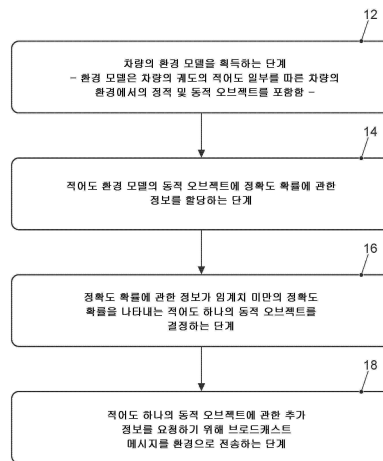 12
차량의 환경 모델을 획득하는 단계
- 환경 모델은 차량의 궤도의 적어도 일부를 따른 차량의
환경에서의 정적 및 동적 오브젝트를 포함함 -
14
적어도 환경 모델의 동적 오브젝트에 정확도 확률에 관한
정보를 할당하는 단계
16
정확도 확률에 관한 정보가 임계치 미만의 정확도
확률을 나타내는 적어도 하나의 동적 오브젝트를
결정하는 단계
18
적어도 하나의 동적 오브젝트에 관한 추가
정보를 요청하기 위해 브로드캐스트
메시지를 환경으로 전송하는 단계